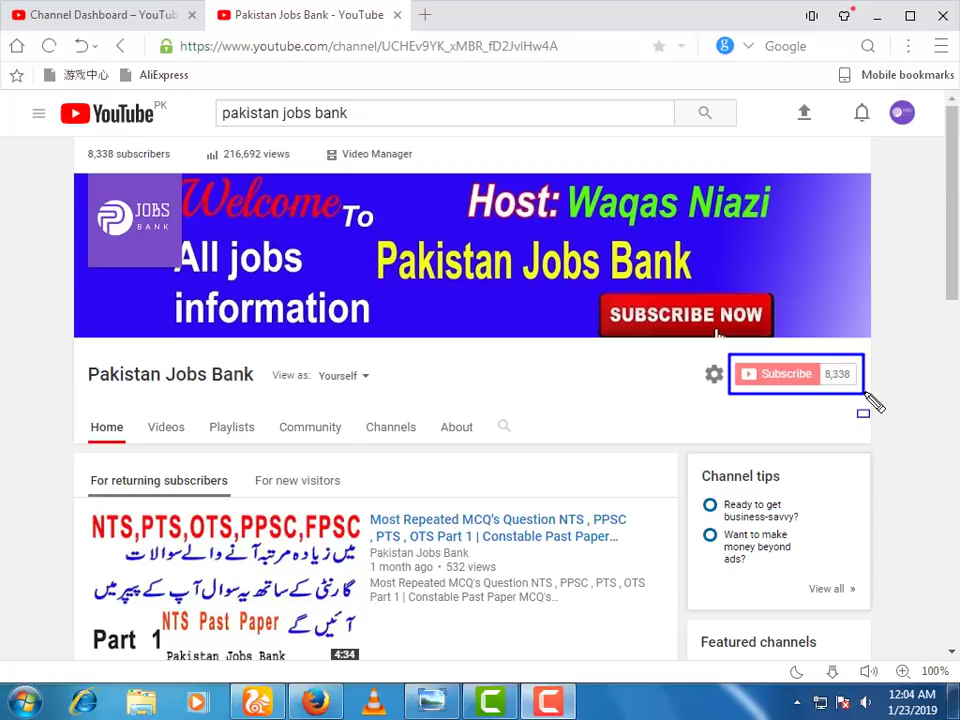 Channel Dashboard – YouTub
Pakistan Jobs Bank - YouTube
https://www.youtube.com/channel/UCHEv9YK_xMBR_fD2JvlHw4A
Google
游戏中心
AliExpress
Mobile bookmarks
YouTube PK
pakistan jobs bank
8,338 subscribers
216,692 views
Video Manager
JOBS
BANK
Welcome To
Host: Waqas Niazi
All jobs
information
Pakistan Jobs Bank
SUBSCRIBE NOW
Pakistan Jobs Bank
View as: Yourself
Subscribe 8,338
Home Videos Playlists Community Channels About
For returning subscribers
For new visitors
NTS,PTS,OTS,PPSC,FPSC
میں زیادہ مرتبہ آنے والے سوالات
گارنٹی کے ساتھ یہ سوال آپ کے پیپر میں
NTS Past Paper آئیں گے
Part 1
Pakistan Jobs Bank
4:34
Most Repeated MCQ's Question NTS , PPSC
, PTS , OTS Part 1 | Constable Past Paper...
Pakistan Jobs Bank
1 month ago • 532 views
Most Repeated MCQ's Question NTS , PPSC , PTS , OTS
Part 1 | Constable Past Paper MCQ's...
Channel tips
Ready to get
business-savvy?
Want to make
money beyond
ads?
View all »
Featured channels
100%
12:04 AM
1/23/2019